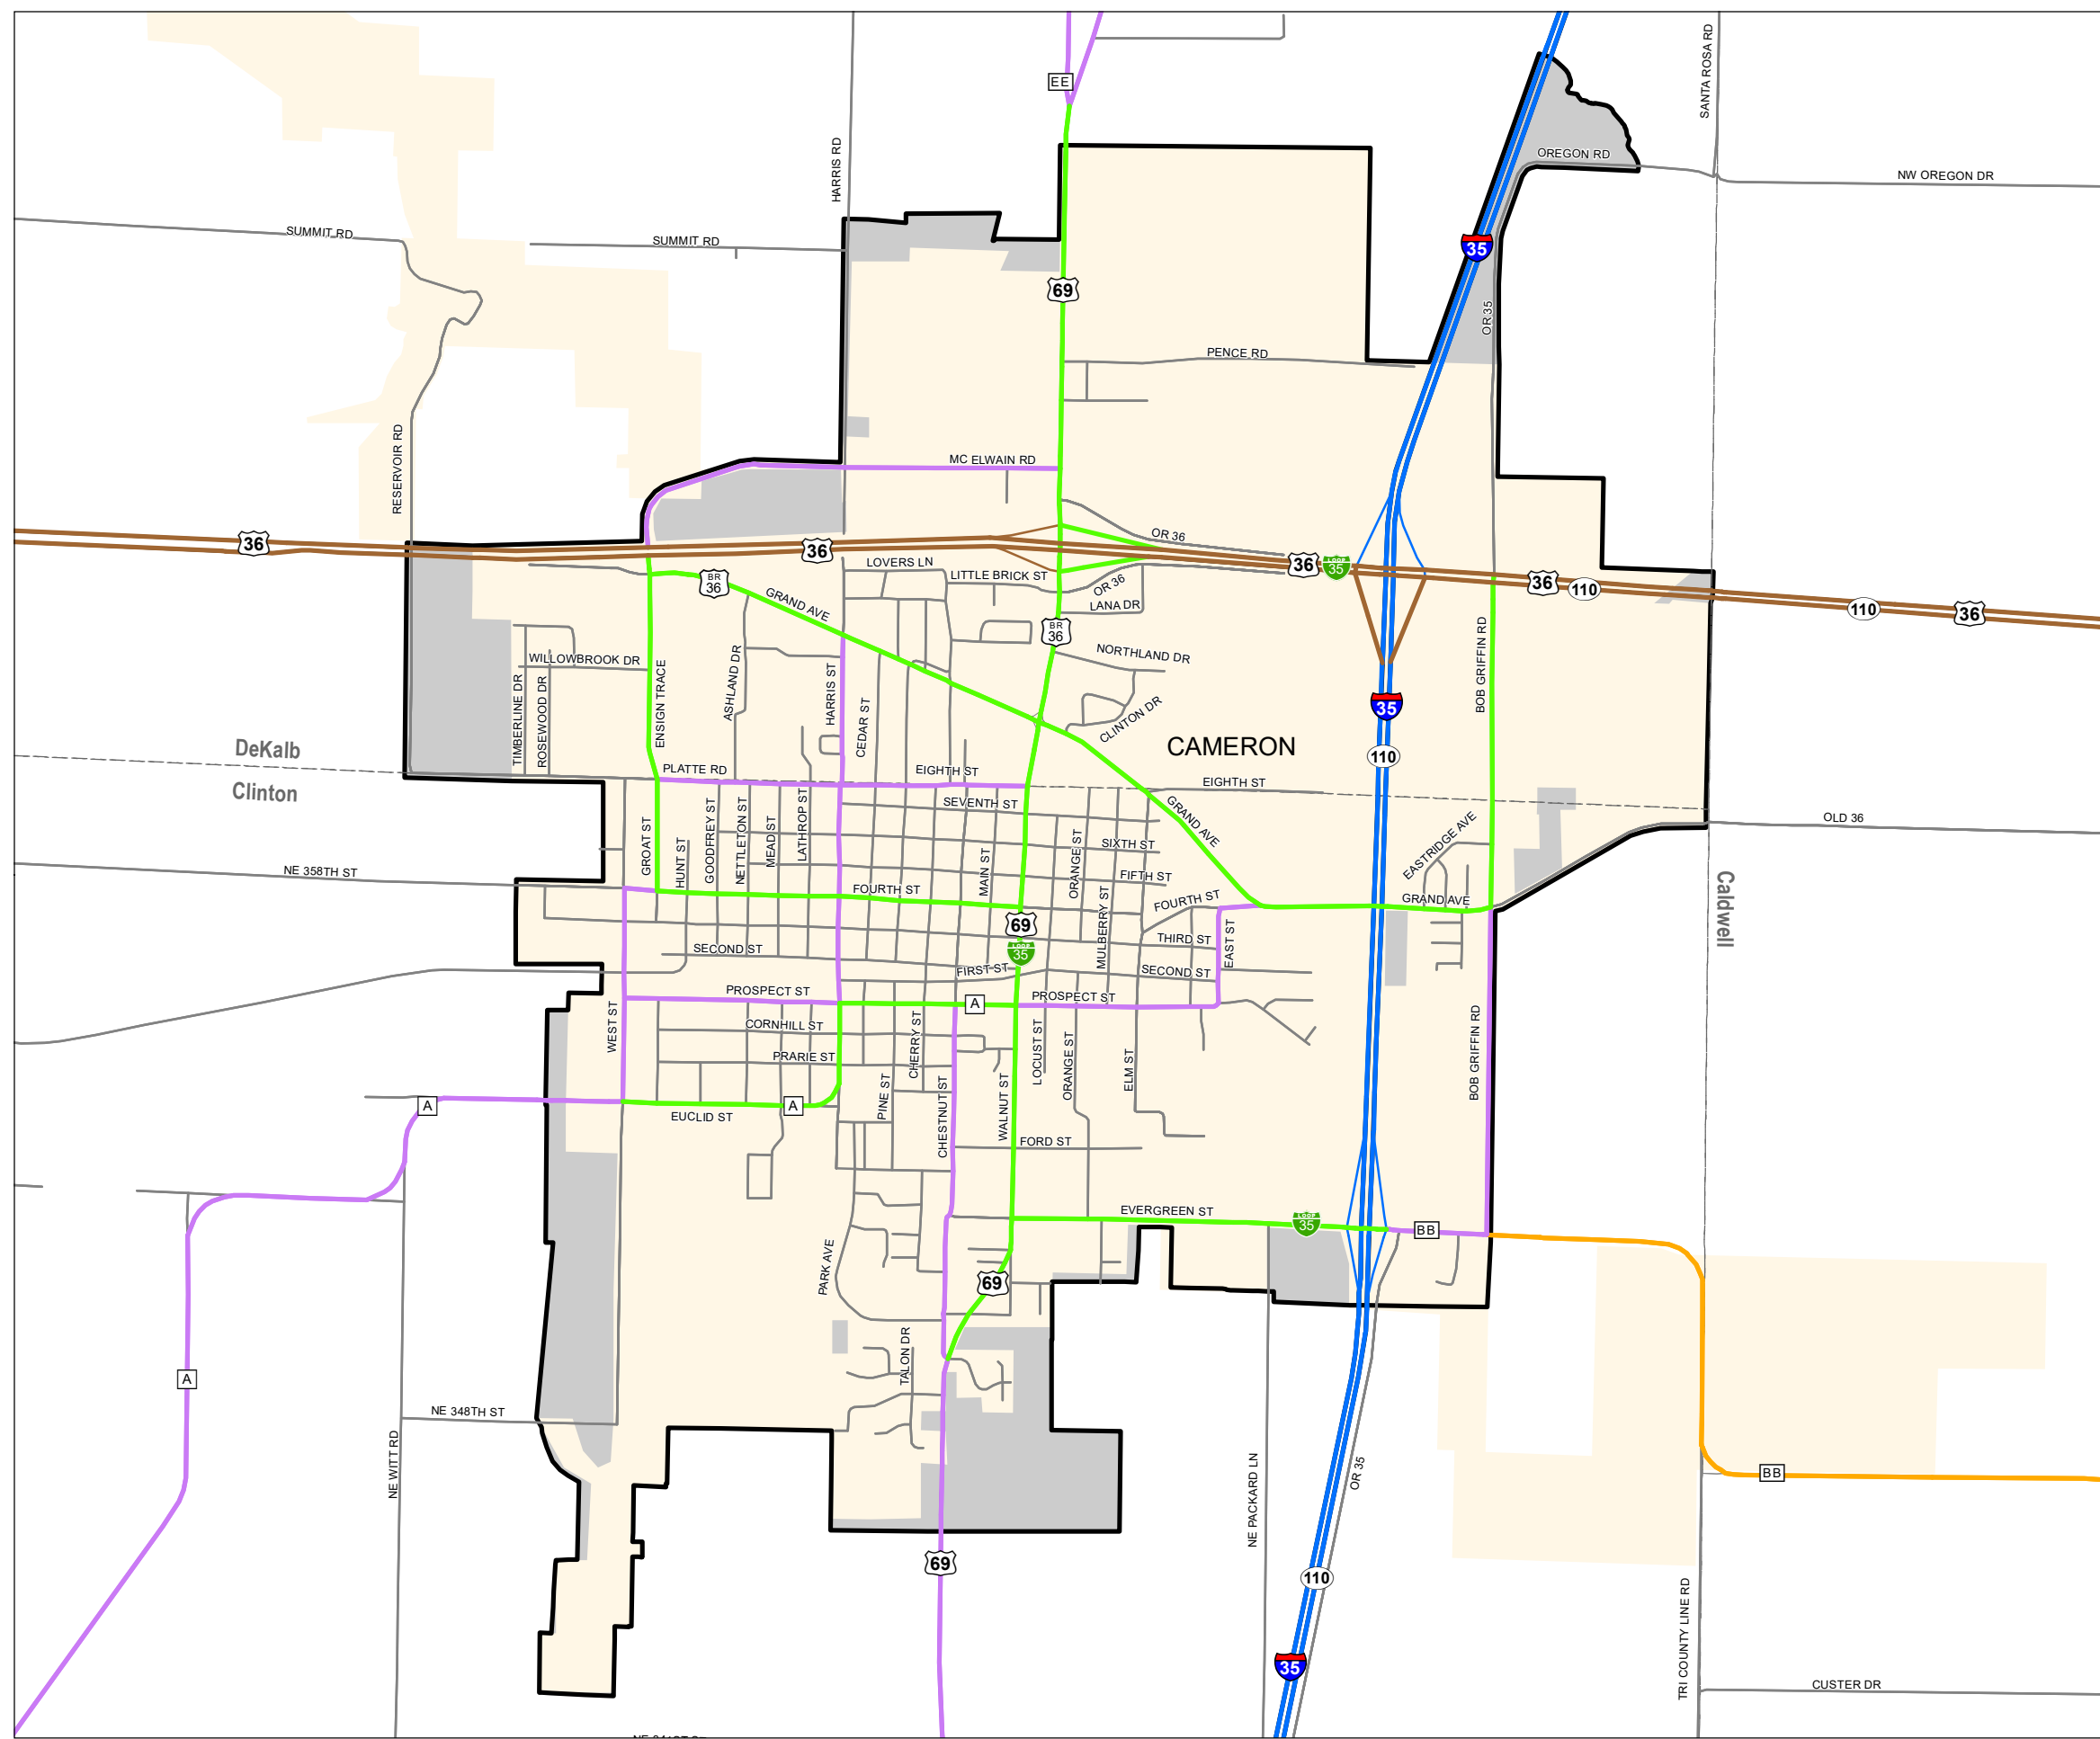 SANTA ROSA RD
EE
HARRIS RD
OREGON RD
NW OREGON DR
SUMMIT RD
SUMMIT RD
35
69
OR 35
PENCE RD
RESERVOIR RD
MC ELWAIN RD
36
36
OR 36
36
LOOP
35
36
110
110
36
LOVERS LN
LITTLE BRICK ST
OR 36
LANA DR
BR
36
GRAND AVE
BR
36
NORTHLAND DR
WILLOWBROOK DR
TIMBERLINE DR
ROSEWOOD DR
ENSIGN TRACE
ASHLAND DR
HARRIS ST
CEDAR ST
CLINTON DR
BOB GRIFFIN RD
35
110
CAMERON
DeKalb
Clinton
PLATTE RD
EIGHTH ST
EIGHTH ST
SEVENTH ST
GRAND AVE
OLD 36
GROAT ST
HUNT ST
GOODFREY ST
NETTLETON ST
MEAD ST
LATHROP ST
MAIN ST
ORANGE ST
SIXTH ST
EASTRIDGE AVE
NE 358TH ST
FIFTH ST
FOURTH ST
MULBERRY ST
FOURTH ST
GRAND AVE
Caldwell
69
LOOP
35
SECOND ST
THIRD ST
EAST ST
FIRST ST
SECOND ST
PROSPECT ST
A
PROSPECT ST
WEST ST
CORNHILL ST
PRARIE ST
CHERRY ST
LOCUST ST
ORANGE ST
ELM ST
BOB GRIFFIN RD
A
A
EUCLID ST
PINE ST
CHESTNUT ST
WALNUT ST
FORD ST
EVERGREEN ST
LOOP
35
BB
PARK AVE
69
TALON DR
A
NE 348TH ST
NE WITT RD
NE PACKARD LN
OR 35
BB
69
110
35
TRI COUNTY LINE RD
CUSTER DR